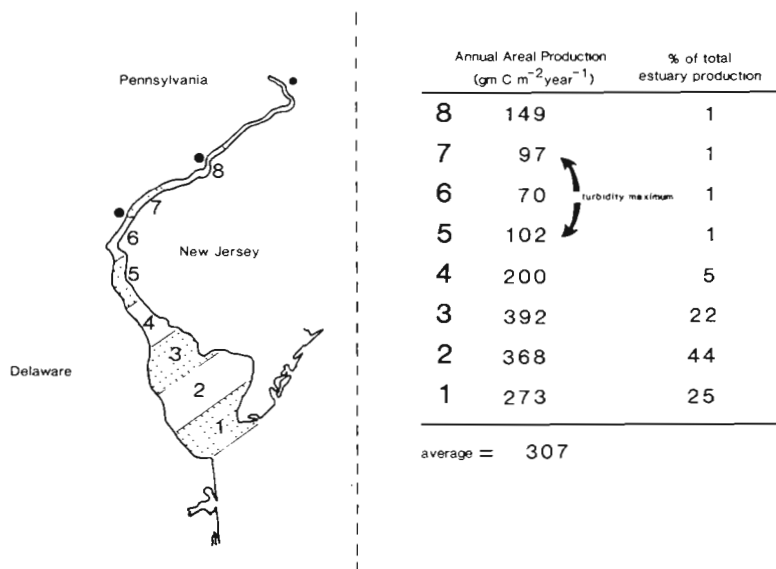 Pennsylvania
8
7
6
New Jersey
5
4
3
Delaware
2
1
Annual Areal Production % of total
(gm C m⁻² year⁻¹) estuary production
8 149 1
7 97 1
6 70 turbidity maximum 1
5 102 1
4 200 5
3 392 22
2 368 44
1 273 25
average = 307